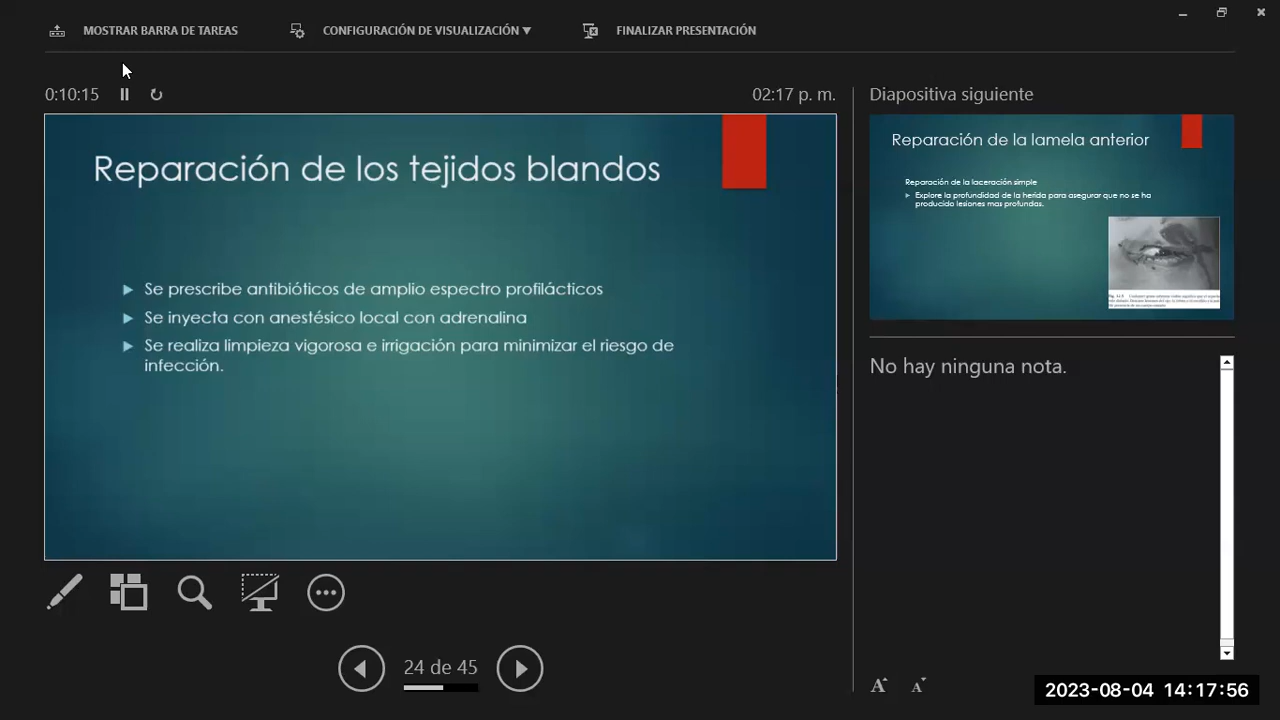 MOSTRAR BARRA DE TAREAS
CONFIGURACIÓN DE VISUALIZACIÓN ▼
FINALIZAR PRESENTACIÓN
0:10:15
02:17 p. m.
Reparación de los tejidos blandos
Se prescribe antibióticos de amplio espectro profilácticos
Se inyecta con anestésico local con adrenalina
Se realiza limpieza vigorosa e irrigación para minimizar el riesgo de
infección.
24 de 45
Diapositiva siguiente
Reparación de la lamela anterior
Reparación de la laceración simple
Explore la profundidad de la herida para asegurar que no se ha
producido lesiones mas profundas.
No hay ninguna nota.
A A
2023-08-04 14:17:56